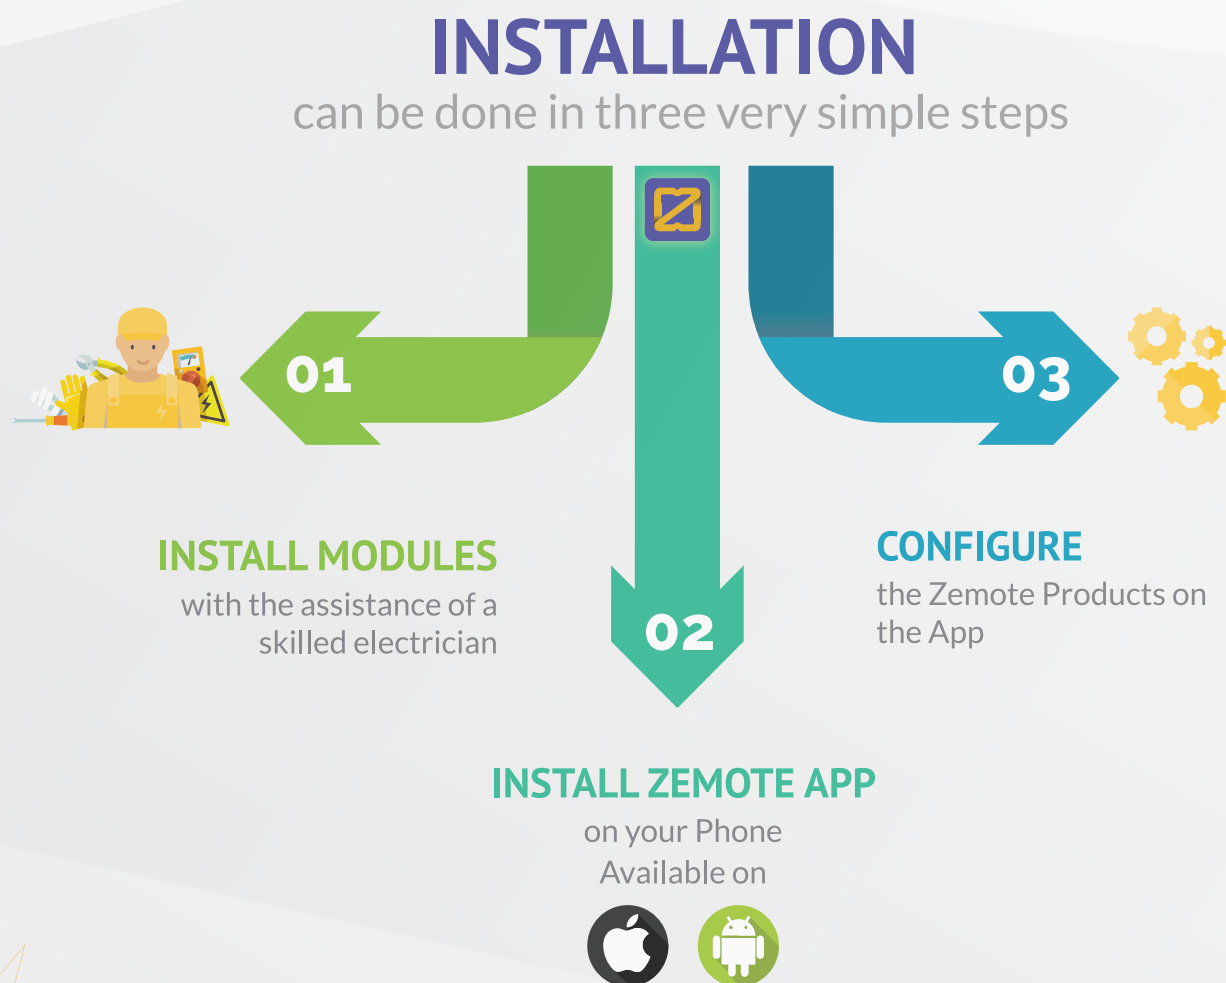 INSTALLATION
can be done in three very simple steps
01
INSTALL MODULES
with the assistance of a
skilled electrician
02
INSTALL ZEMOTE APP
on your Phone
Available on
03
CONFIGURE
the Zemote Products on
the App